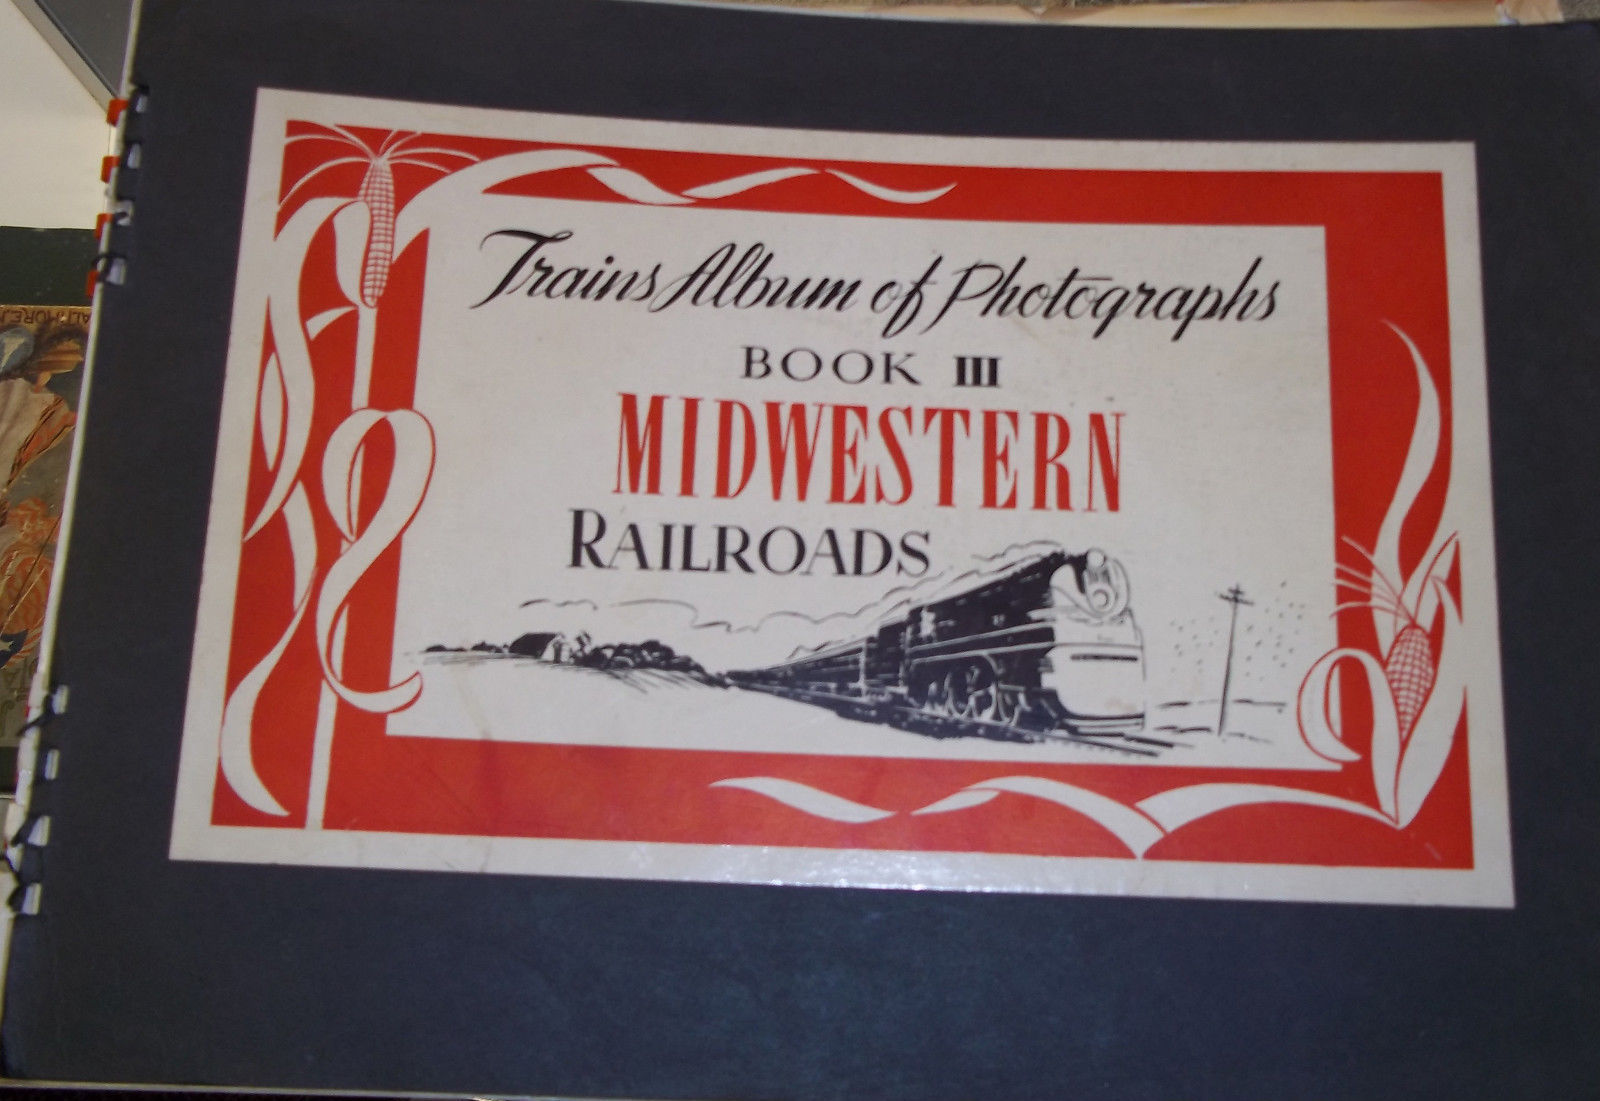 Trains Album of Photographs
BOOK III
MIDWESTERN
RAILROADS